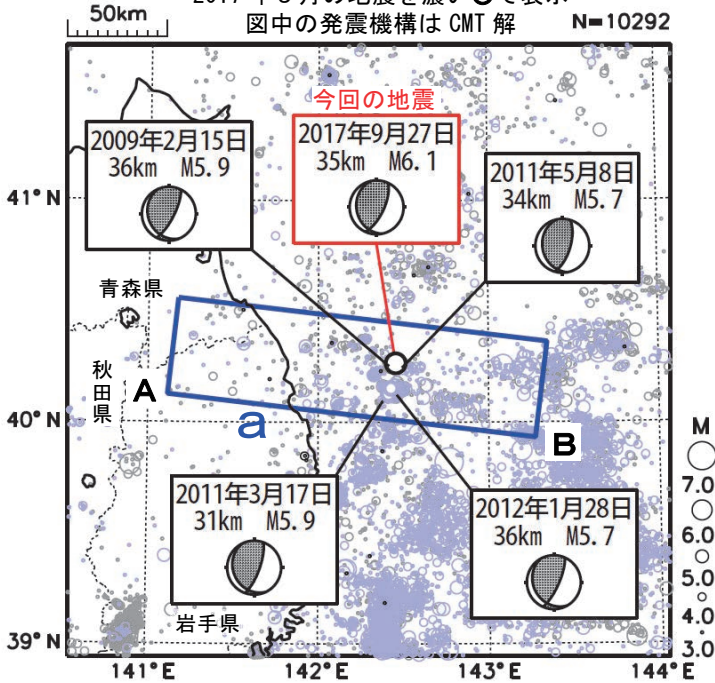 50km
図中の発震機構は CMT 解
N=10292
今回の地震
2009年2月15日
36km M5.9
2017年9月27日
35km M6.1
2011年5月8日
34km M5.7
41°N
青森県
秋田県
A
a
40°N
B
2011年3月17日
31km M5.9
2012年1月28日
36km M5.7
岩手県
39°N
M
7.0
6.0
5.0
4.0
3.0
141°E
142°E
143°E
144°E